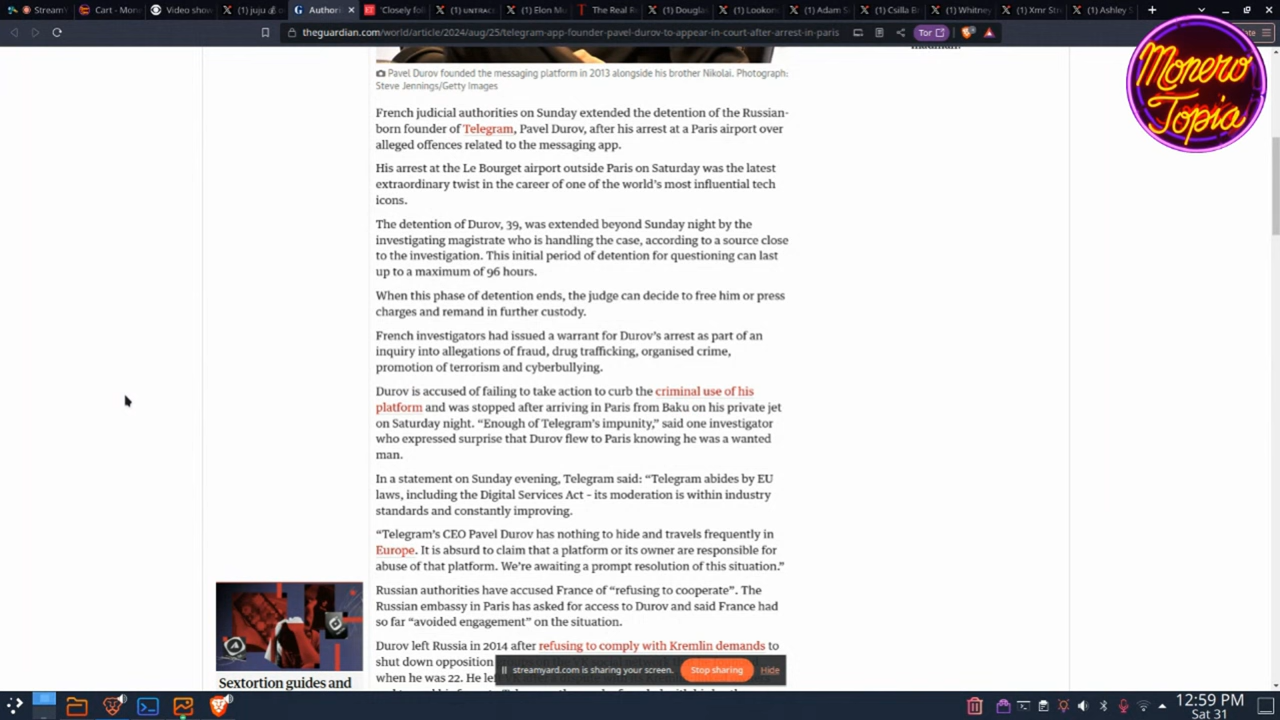 Stream
Cart - Mone
Video show
(1) juju
Author
"Closely fol
(1) UNTRAC
(1) Elon M
The Real R
(1) Dougla
(1) Lookon
(1) Adam S
(1) Csilla B
(1) Whitney
(1) Xmr Str
(1) Ashley S
theguardian.com/world/article/2024/aug/25/telegram-app-founder-pavel-durov-to-appear-in-court-after-arrest-in-paris
Tor
Monero
Topia
Pavel Durov founded the messaging platform in 2013 alongside his brother Nikolai. Photograph:
Steve Jennings/Getty Images
French judicial authorities on Sunday extended the detention of the Russian-
born founder of Telegram, Pavel Durov, after his arrest at a Paris airport over
alleged offences related to the messaging app.
His arrest at the Le Bourget airport outside Paris on Saturday was the latest
extraordinary twist in the career of one of the world's most influential tech
icons.
The detention of Durov, 39, was extended beyond Sunday night by the
investigating magistrate who is handling the case, according to a source close
to the investigation. This initial period of detention for questioning can last
up to a maximum of 96 hours.
When this phase of detention ends, the judge can decide to free him or press
charges and remand in further custody.
French investigators had issued a warrant for Durov's arrest as part of an
inquiry into allegations of fraud, drug trafficking, organised crime,
promotion of terrorism and cyberbullying.
Durov is accused of failing to take action to curb the criminal use of his
platform and was stopped after arriving in Paris from Baku on his private jet
on Saturday night. “Enough of Telegram's impunity,” said one investigator
who expressed surprise that Durov flew to Paris knowing he was a wanted
man.
In a statement on Sunday evening, Telegram said: “Telegram abides by EU
laws, including the Digital Services Act – its moderation is within industry
standards and constantly improving.
“Telegram's CEO Pavel Durov has nothing to hide and travels frequently in
Europe. It is absurd to claim that a platform or its owner are responsible for
abuse of that platform. We're awaiting a prompt resolution of this situation.”
Russian authorities have accused France of “refusing to cooperate”. The
Russian embassy in Paris has asked for access to Durov and said France had
so far “avoided engagement” on the situation.
Durov left Russia in 2014 after refusing to comply with Kremlin demands to
shut down opposition
when he was 22. He le
streamyard.com is sharing your screen.
Stop sharing
Hide
Sextortion guides and
12:59 PM
Sat 31